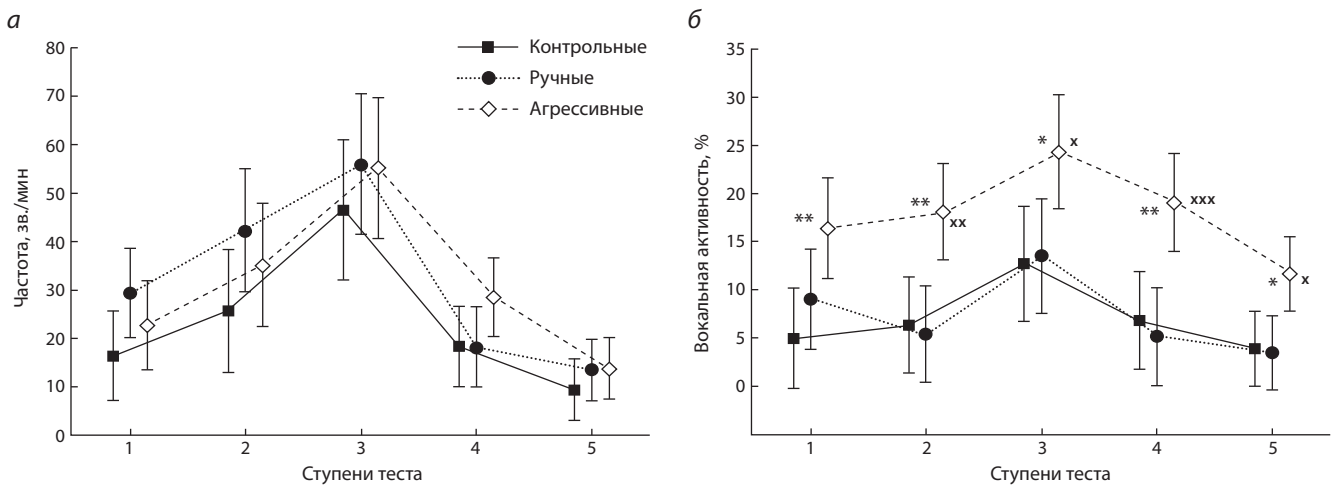 а
80
70
60
50
40
30
20
10
0
Частота, зв./мин
1 2 3 4 5
Ступени теста
Контрольные
Ручные
Агрессивные
б
35
30
25
20
15
10
5
0
Вокальная активность, %
**
**
xx
*
x
**
xxx
*
x
1 2 3 4 5
Ступени теста